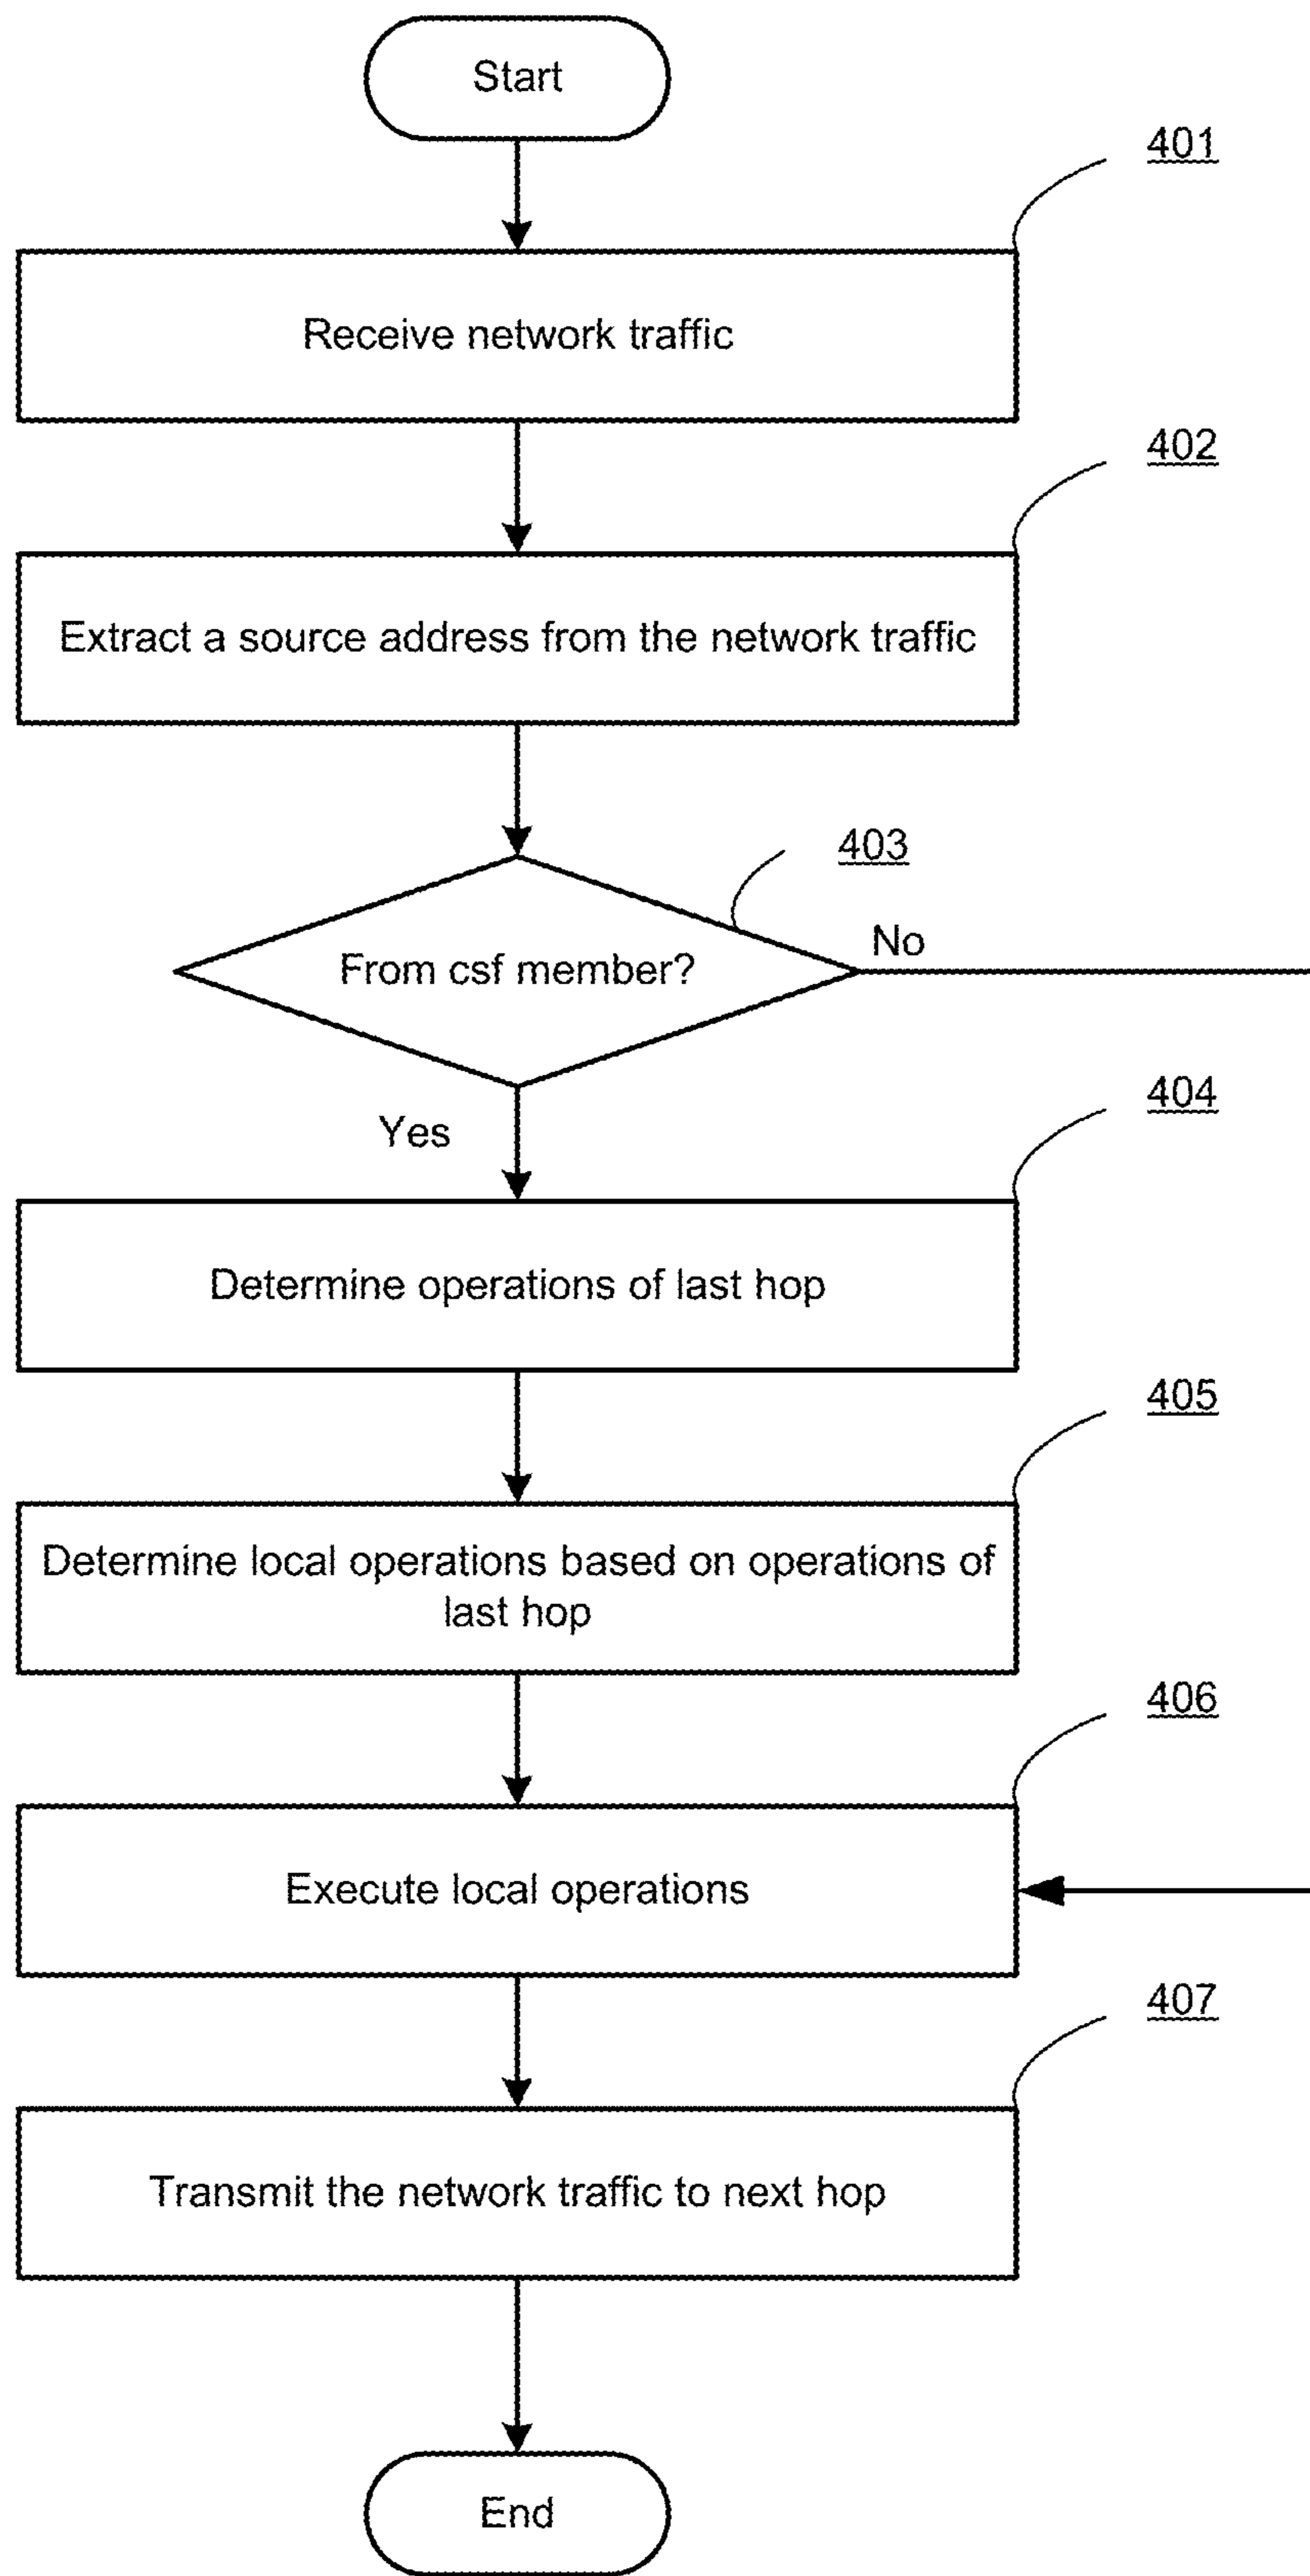 Start
401
Receive network traffic
402
Extract a source address from the network traffic
403
From csf member?
No
Yes
404
Determine operations of last hop
405
Determine local operations based on operations of
last hop
406
Execute local operations
407
Transmit the network traffic to next hop
End